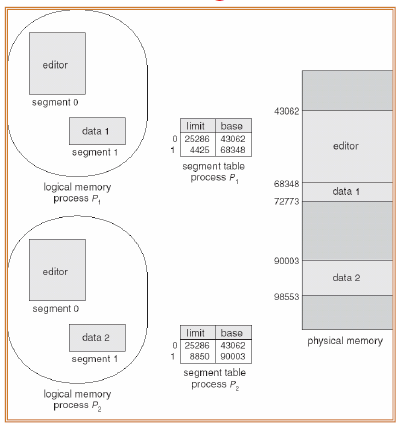 editor
segment 0
data 1
segment 1
logical memory
process P1
limit base
0 25286 43062
1 4425 68348
segment table
process P1
editor
segment 0
data 2
segment 1
logical memory
process P2
limit base
0 25286 43062
1 8850 90003
segment table
process P2
43062
editor
68348
data 1
72773
90003
data 2
98553
physical memory